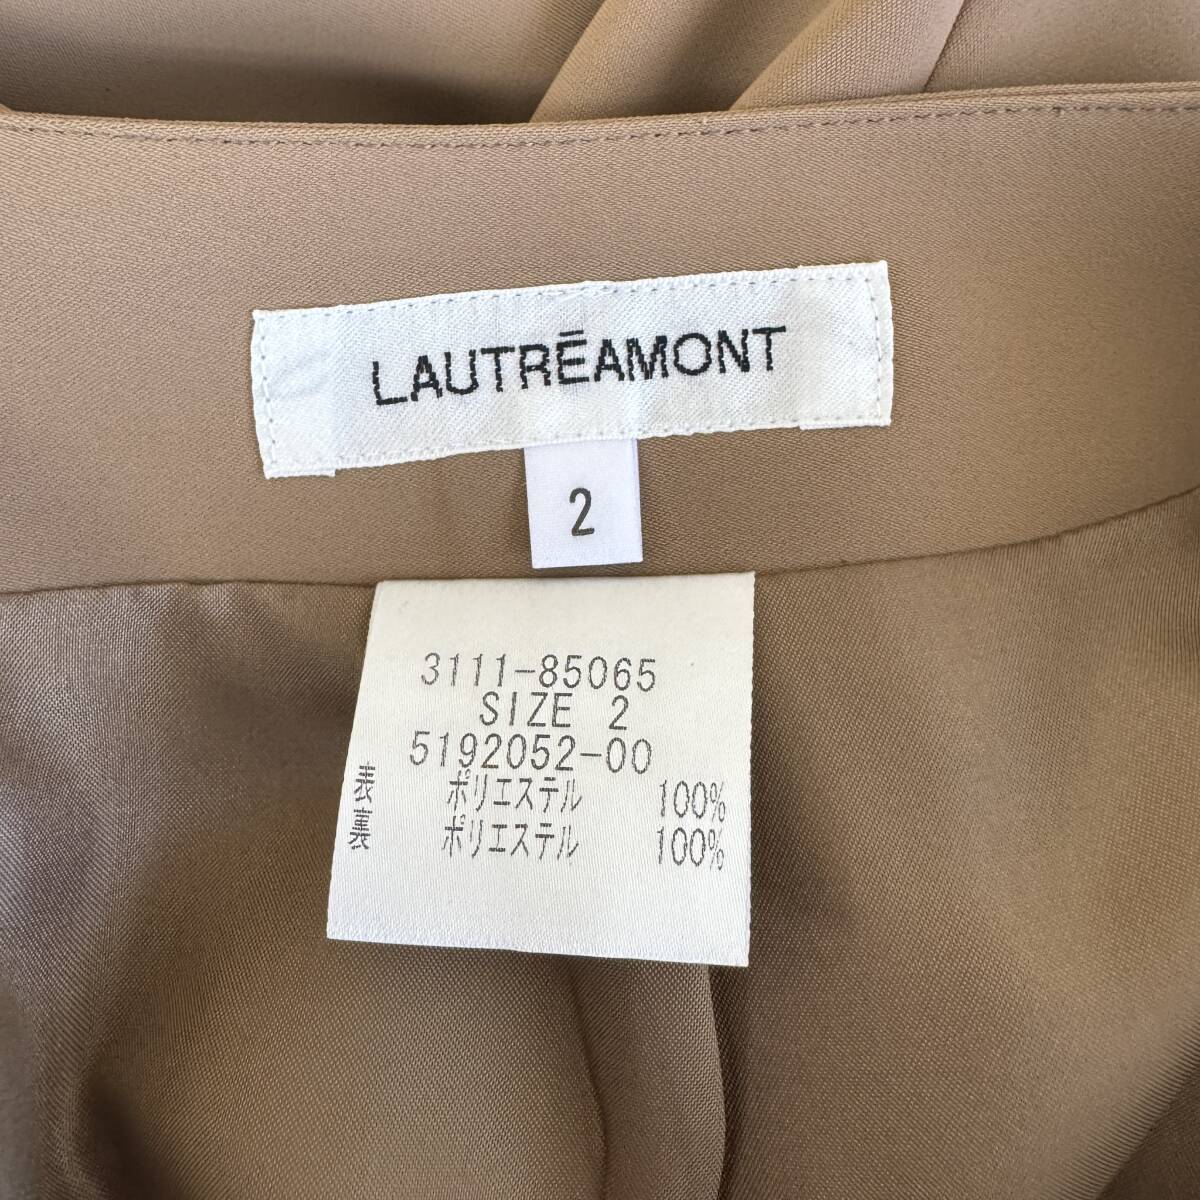 LAUTRĒAMONT
2
3111-85065
SIZE 2
5192052-00
表 ポリエステル 100%
裏 ポリエステル 100%